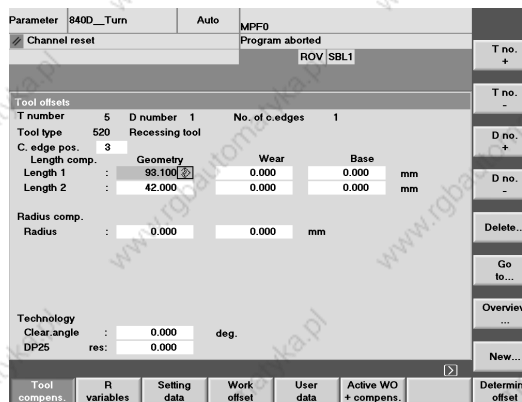 Parameter 840D__Turn Auto MPF0
Channel reset Program aborted
ROV SBL1
Tool offsets
T number 5 D number 1 No. of c.edges 1
Tool type 520 Recessing tool
C. edge pos. 3
Length comp. Geometry Wear Base
Length 1 : 93.100 0.000 0.000 mm
Length 2 : 42.000 0.000 0.000 mm
Radius comp.
Radius : 0.000 0.000 mm
Technology
Clear.angle : 0.000 deg.
DP25 res: 0.000
T no.
+
T no.
-
D no.
+
D no.
-
Delete..
Go
to...
Overview
...
New...
Tool
compens.
R
variables
Setting
data
Work
offset
User
data
Active WO
+ compens.
Determin
offset
www.rgbautomatyka.pl